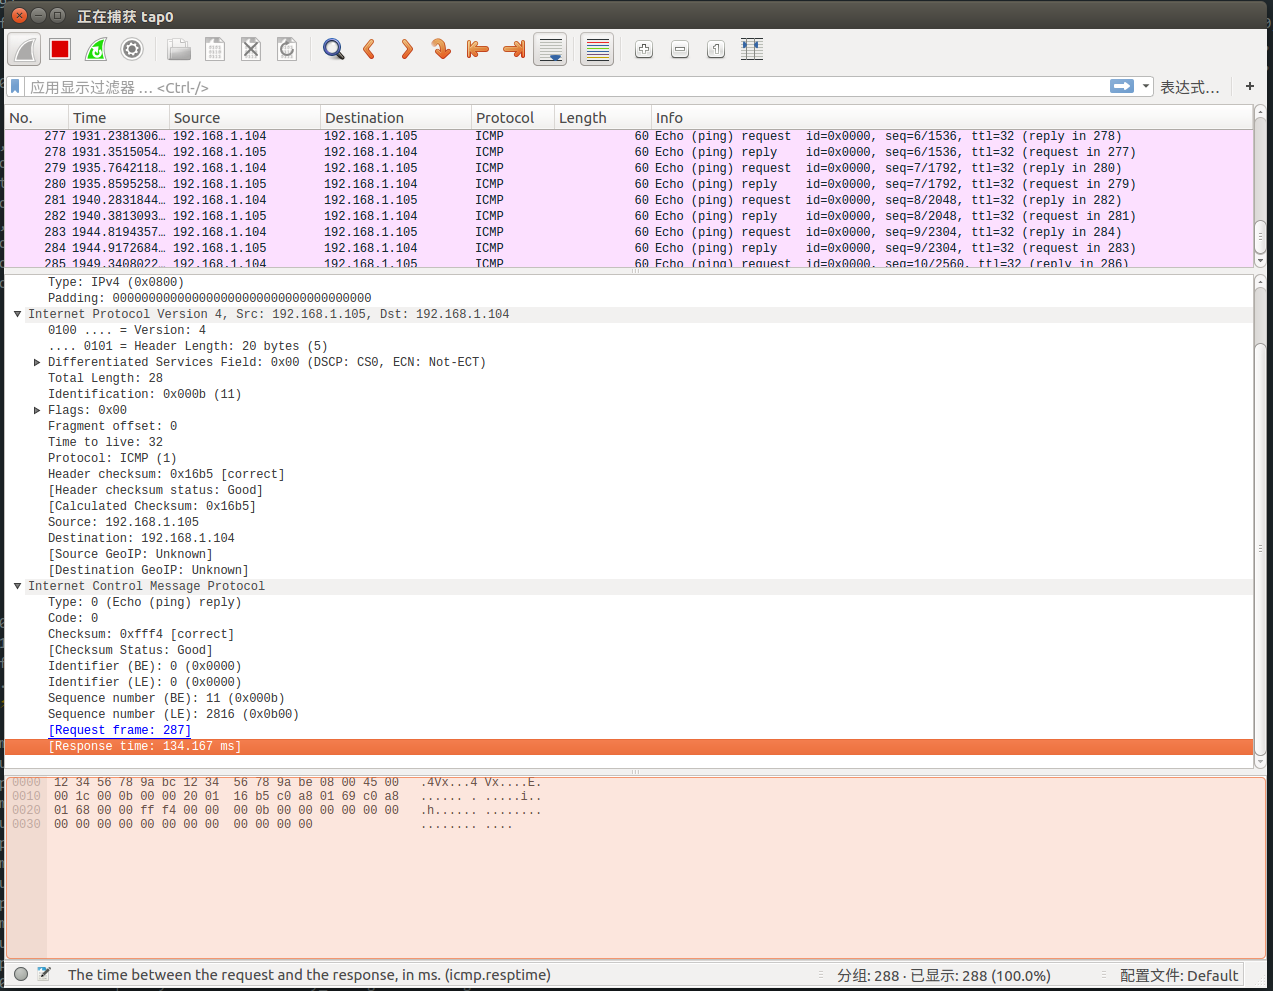 正在捕获 tap0
应用显示过滤器 … <Ctrl-/>
表达式…
+
No. Time Source Destination Protocol Length Info
277 1931.2381306… 192.168.1.104 192.168.1.105 ICMP 60 Echo (ping) request id=0x0000, seq=6/1536, ttl=32 (reply in 278)
278 1931.3515054… 192.168.1.105 192.168.1.104 ICMP 60 Echo (ping) reply id=0x0000, seq=6/1536, ttl=32 (request in 277)
279 1935.7642118… 192.168.1.104 192.168.1.105 ICMP 60 Echo (ping) request id=0x0000, seq=7/1792, ttl=32 (reply in 280)
280 1935.8595258… 192.168.1.105 192.168.1.104 ICMP 60 Echo (ping) reply id=0x0000, seq=7/1792, ttl=32 (request in 279)
281 1940.2831844… 192.168.1.104 192.168.1.105 ICMP 60 Echo (ping) request id=0x0000, seq=8/2048, ttl=32 (reply in 282)
282 1940.3813093… 192.168.1.105 192.168.1.104 ICMP 60 Echo (ping) reply id=0x0000, seq=8/2048, ttl=32 (request in 281)
283 1944.8194357… 192.168.1.104 192.168.1.105 ICMP 60 Echo (ping) request id=0x0000, seq=9/2304, ttl=32 (reply in 284)
284 1944.9172684… 192.168.1.105 192.168.1.104 ICMP 60 Echo (ping) reply id=0x0000, seq=9/2304, ttl=32 (request in 283)
285 1949.3408022… 192.168.1.104 192.168.1.105 ICMP 60 Echo (ping) request id=0x0000, seq=10/2560, ttl=32 (reply in 286)
Type: IPv4 (0x0800)
Padding: 000000000000000000000000000000000000
Internet Protocol Version 4, Src: 192.168.1.105, Dst: 192.168.1.104
0100 .... = Version: 4
.... 0101 = Header Length: 20 bytes (5)
Differentiated Services Field: 0x00 (DSCP: CS0, ECN: Not-ECT)
Total Length: 28
Identification: 0x000b (11)
Flags: 0x00
Fragment offset: 0
Time to live: 32
Protocol: ICMP (1)
Header checksum: 0x16b5 [correct]
[Header checksum status: Good]
[Calculated Checksum: 0x16b5]
Source: 192.168.1.105
Destination: 192.168.1.104
[Source GeoIP: Unknown]
[Destination GeoIP: Unknown]
Internet Control Message Protocol
Type: 0 (Echo (ping) reply)
Code: 0
Checksum: 0xfff4 [correct]
[Checksum Status: Good]
Identifier (BE): 0 (0x0000)
Identifier (LE): 0 (0x0000)
Sequence number (BE): 11 (0x000b)
Sequence number (LE): 2816 (0x0b00)
[Request frame: 287]
[Response time: 134.167 ms]
0000 12 34 56 78 9a bc 12 34 56 78 9a be 08 00 45 00 .4Vx...4 Vx....E.
0010 00 1c 00 0b 00 00 20 01 16 b5 c0 a8 01 69 c0 a8 ...... . .....i..
0020 01 68 00 00 ff f4 00 00 00 0b 00 00 00 00 00 00 .h...... ........
0030 00 00 00 00 00 00 00 00 00 00 00 00 ........ ....
The time between the request and the response, in ms. (icmp.resptime)
分组: 288 · 已显示: 288 (100.0%)
配置文件: Default